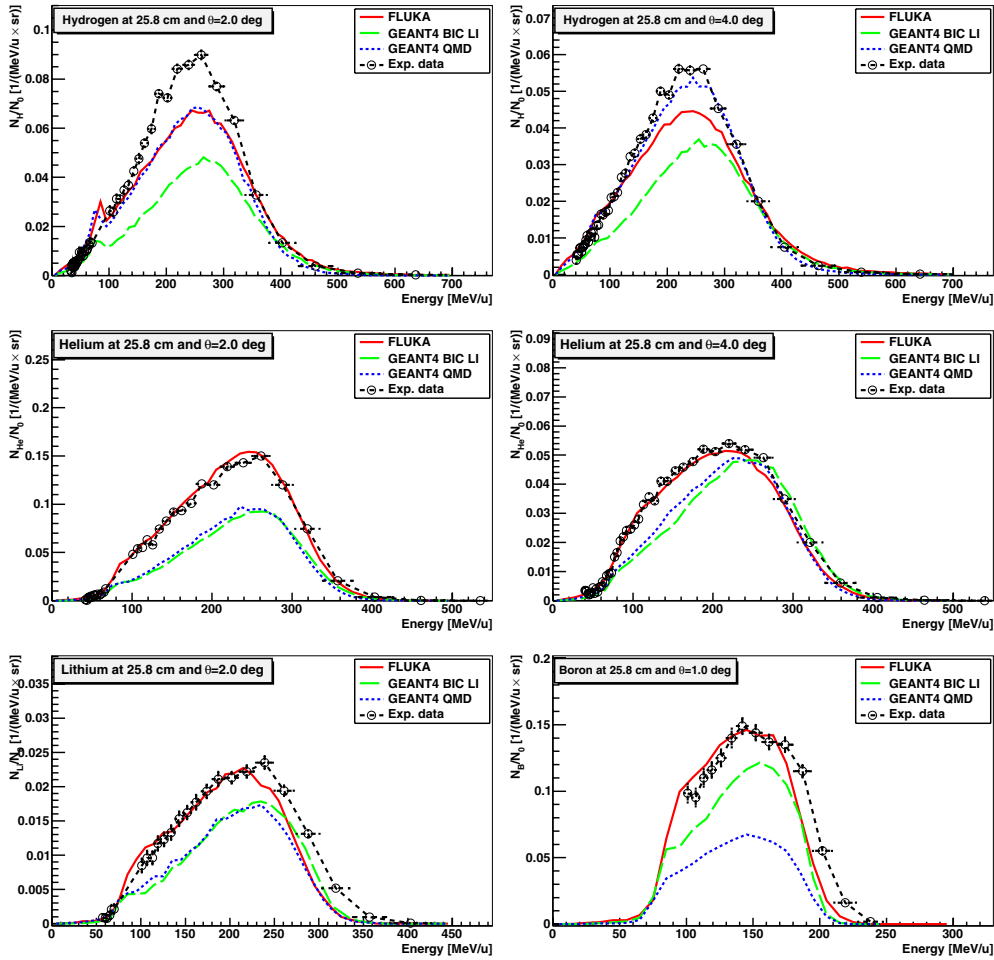 Hydrogen at 25.8 cm and θ=2.0 deg
FLUKA
GEANT4 BIC LI
GEANT4 QMD
Exp. data
N_H/N_0 [1/(MeV/u × sr)]
0.1
0.08
0.06
0.04
0.02
0
0 100 200 300 400 500 600 700
Energy [MeV/u]
Hydrogen at 25.8 cm and θ=4.0 deg
FLUKA
GEANT4 BIC LI
GEANT4 QMD
Exp. data
N_H/N_0 [1/(MeV/u × sr)]
0.07
0.06
0.05
0.04
0.03
0.02
0.01
0
0 100 200 300 400 500 600 700
Energy [MeV/u]
Helium at 25.8 cm and θ=2.0 deg
FLUKA
GEANT4 BIC LI
GEANT4 QMD
Exp. data
N_He/N_0 [1/(MeV/u × sr)]
0.25
0.2
0.15
0.1
0.05
0
0 100 200 300 400 500
Energy [MeV/u]
Helium at 25.8 cm and θ=4.0 deg
FLUKA
GEANT4 BIC LI
GEANT4 QMD
Exp. data
N_He/N_0 [1/(MeV/u × sr)]
0.09
0.08
0.07
0.06
0.05
0.04
0.03
0.02
0.01
0
0 100 200 300 400 500
Energy [MeV/u]
Lithium at 25.8 cm and θ=2.0 deg
FLUKA
GEANT4 BIC LI
GEANT4 QMD
Exp. data
N_Li/N_0 [1/(MeV/u × sr)]
0.035
0.03
0.025
0.02
0.015
0.01
0.005
0
0 50 100 150 200 250 300 350 400 450
Energy [MeV/u]
Boron at 25.8 cm and θ=1.0 deg
FLUKA
GEANT4 BIC LI
GEANT4 QMD
Exp. data
N_B/N_0 [1/(MeV/u × sr)]
0.2
0.15
0.1
0.05
0
0 50 100 150 200 250 300
Energy [MeV/u]